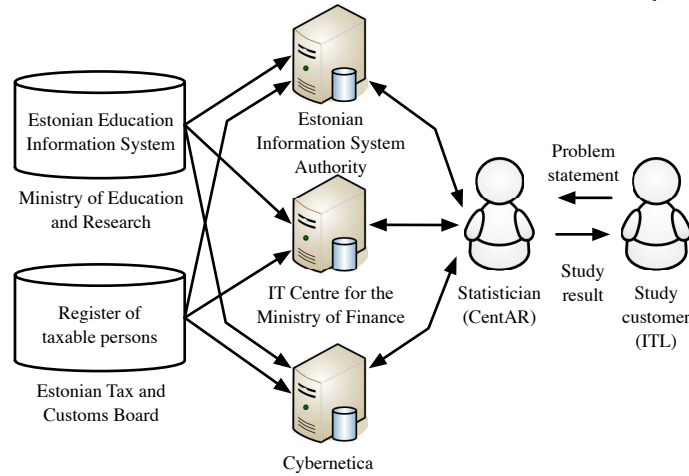 Estonian Education
Information System
Ministry of Education
and Research
Register of
taxable persons
Estonian Tax and
Customs Board
Estonian
Information System
Authority
IT Centre for the
Ministry of Finance
Cybernetica
Statistician
(CentAR)
Problem
statement
Study
result
Study
customer
(ITL)